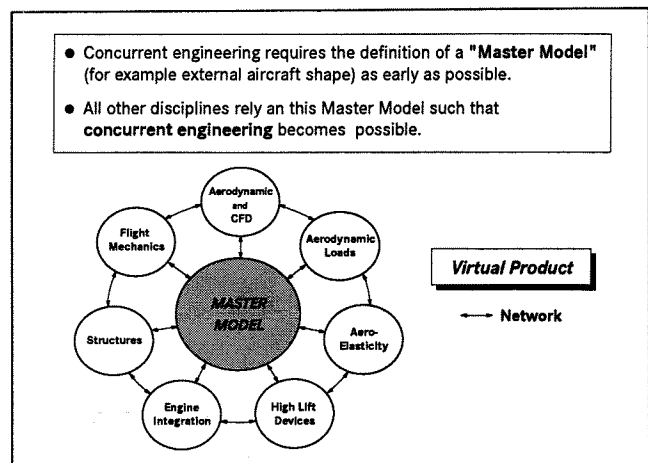 ● Concurrent engineering requires the definition of a "Master Model"
(for example external aircraft shape) as early as possible.
● All other disciplines rely an this Master Model such that
concurrent engineering becomes possible.
Aerodynamic
and
CFD
Flight
Mechanics
Aerodynamic
Loads
MASTER
MODEL
Virtual Product
Network
Structures
Aero-
Elasticity
Engine
Integration
High Lift
Devices